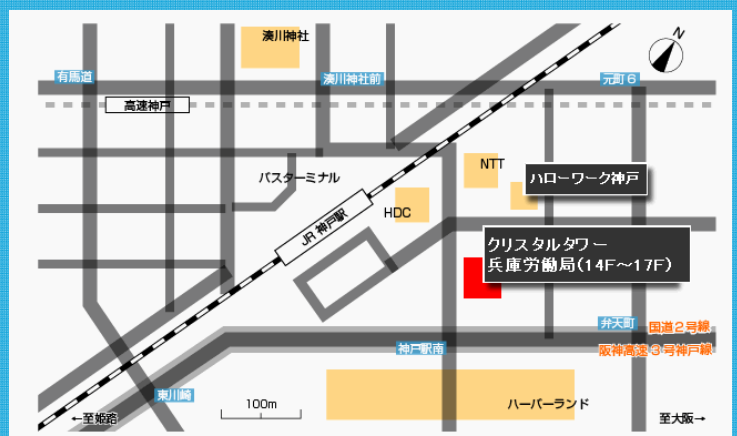 湊川神社
N
有馬道
湊川神社前
元町6
高速神戸
NTT
バスターミナル
ハローワーク神戸
HDC
JR 神戸駅
クリスタルタワー
兵庫労働局(14F～17F)
弁天町
国道2号線
神戸駅南
阪神高速3号神戸線
東川崎
100m
ハーバーランド
←至姫路
至大阪→